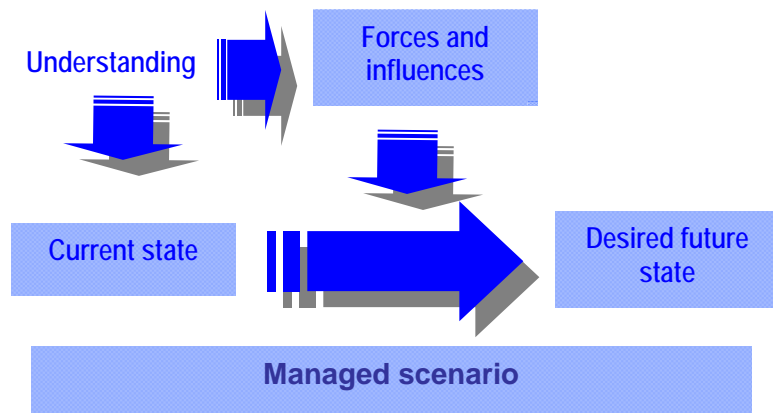 Understanding
Forces and
influences
Current state
Desired future
state
Managed scenario